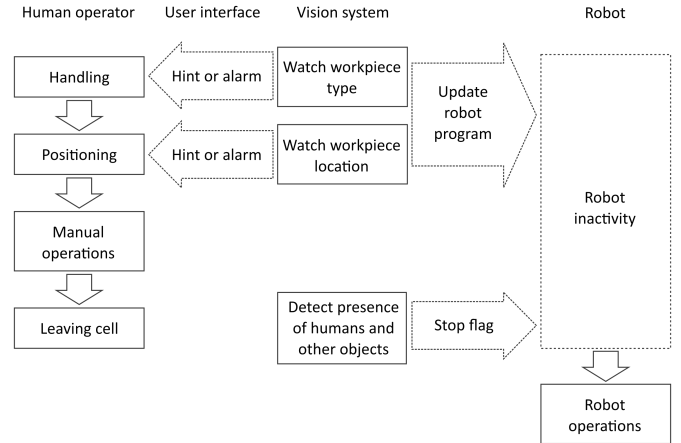 Human operator
User interface
Vision system
Robot
Handling
Hint or alarm
Watch workpiece
type
Update
robot
program
Positioning
Hint or alarm
Watch workpiece
location
Robot
inactivity
Manual
operations
Leaving cell
Detect presence
of humans and
other objects
Stop flag
Robot
operations